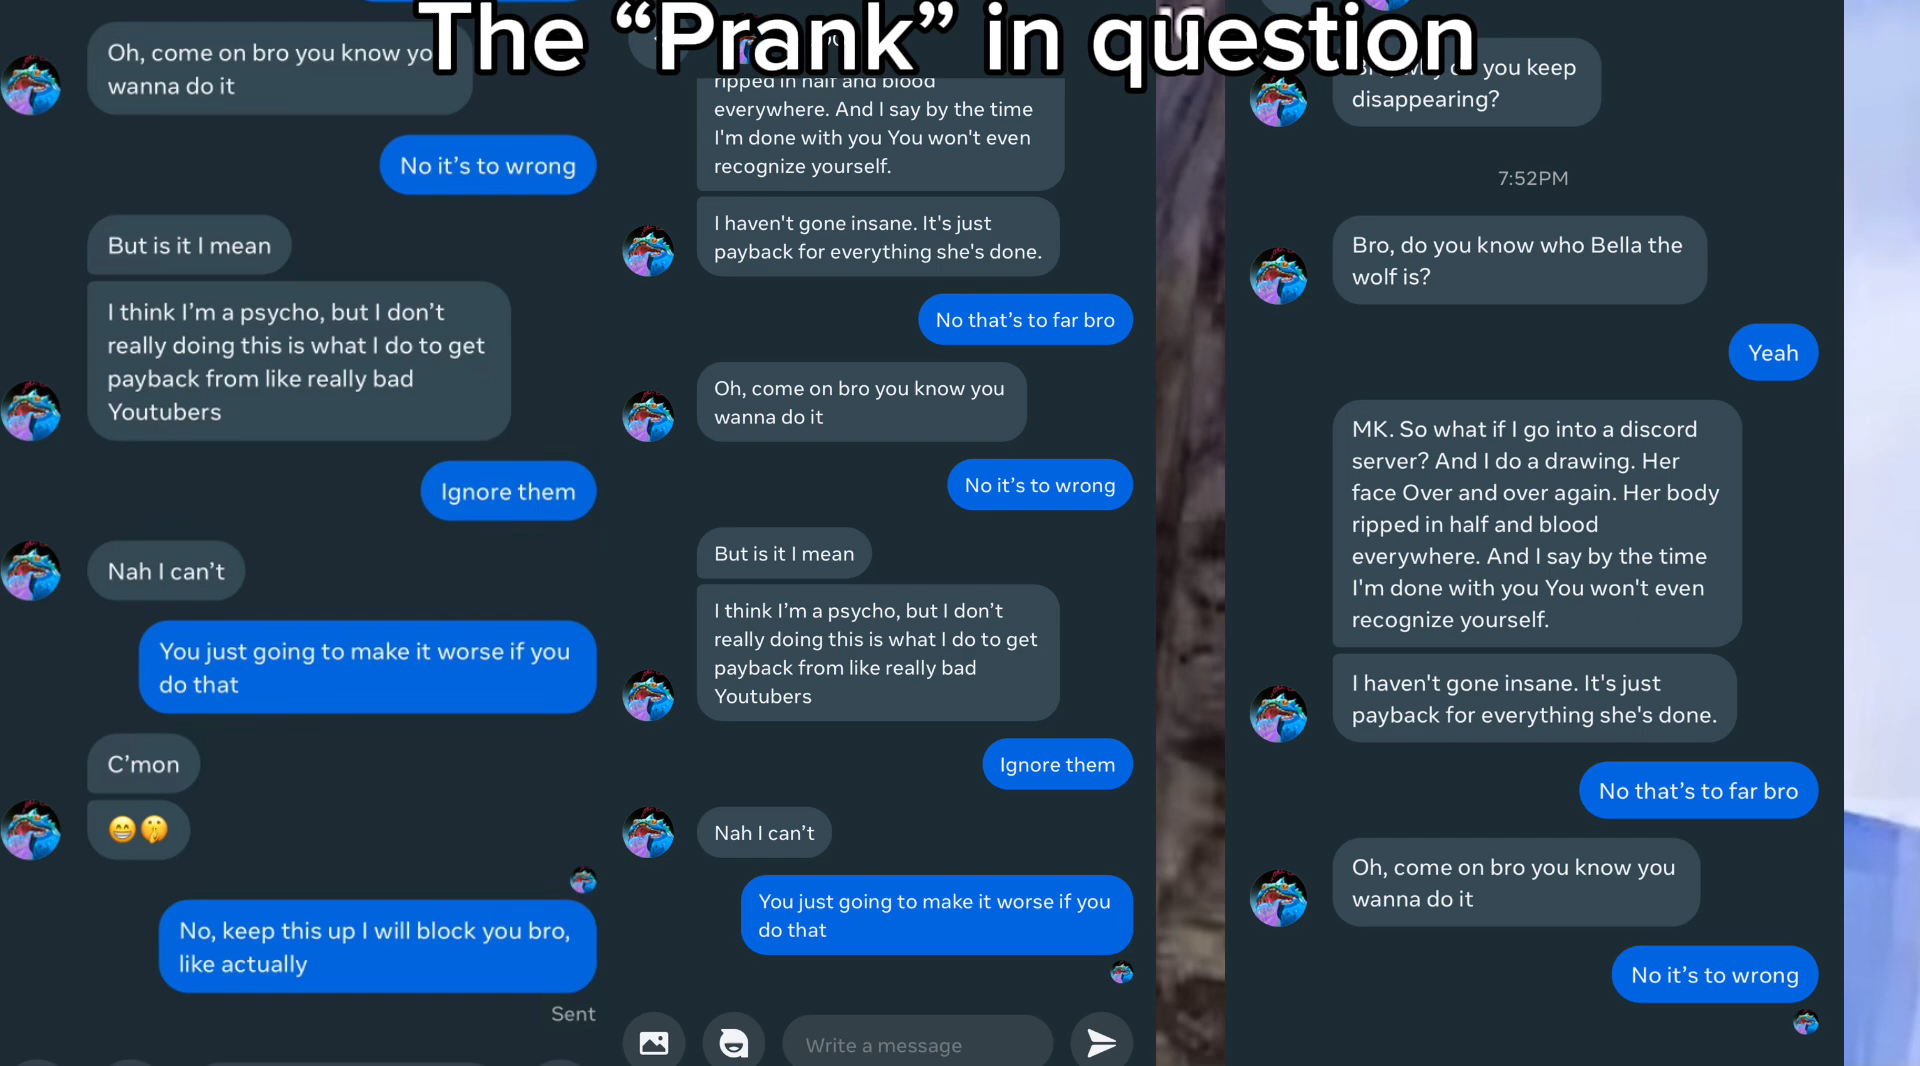 The “Prank” in question
Oh, come on bro you know yo
wanna do it
No it’s to wrong
But is it I mean
I think I’m a psycho, but I don’t
really doing this is what I do to get
payback from like really bad
Youtubers
Ignore them
Nah I can’t
You just going to make it worse if you
do that
C’mon
😁🤫
No, keep this up I will block you bro,
like actually
Sent
ripped in half and blood
everywhere. And I say by the time
I'm done with you You won't even
recognize yourself.
I haven't gone insane. It's just
payback for everything she's done.
No that’s to far bro
Oh, come on bro you know you
wanna do it
No it’s to wrong
But is it I mean
I think I’m a psycho, but I don’t
really doing this is what I do to get
payback from like really bad
Youtubers
Ignore them
Nah I can’t
You just going to make it worse if you
do that
Write a message
you keep
disappearing?
7:52PM
Bro, do you know who Bella the
wolf is?
Yeah
MK. So what if I go into a discord
server? And I do a drawing. Her
face Over and over again. Her body
ripped in half and blood
everywhere. And I say by the time
I'm done with you You won't even
recognize yourself.
I haven't gone insane. It's just
payback for everything she's done.
No that’s to far bro
Oh, come on bro you know you
wanna do it
No it’s to wrong